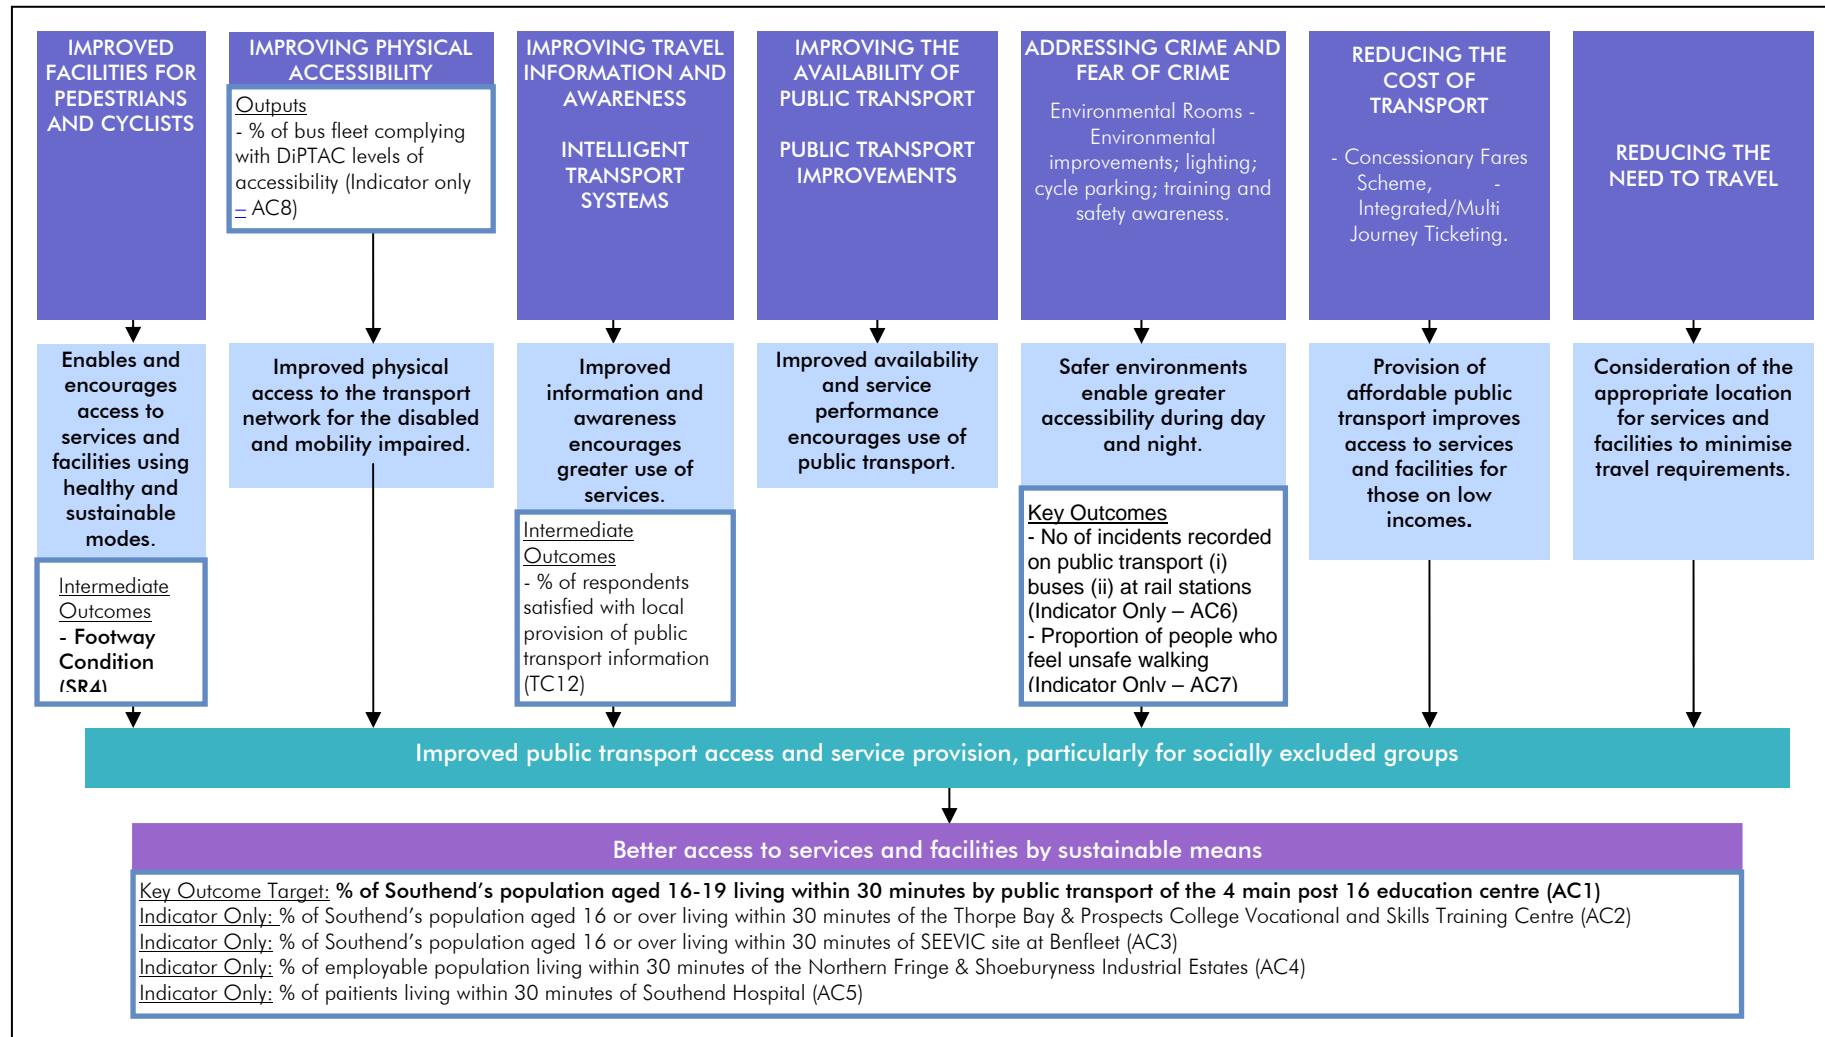 IMPROVED
FACILITIES FOR
PEDESTRIANS
AND CYCLISTS
IMPROVING PHYSICAL
ACCESSIBILITY
Outputs
- % of bus fleet complying
with DiPTAC levels of
accessibility (Indicator only
– AC8)
IMPROVING TRAVEL
INFORMATION AND
AWARENESS
INTELLIGENT
TRANSPORT
SYSTEMS
IMPROVING THE
AVAILABILITY OF
PUBLIC TRANSPORT
PUBLIC TRANSPORT
IMPROVEMENTS
ADDRESSING CRIME AND
FEAR OF CRIME
Environmental Rooms -
Environmental
improvements; lighting;
cycle parking; training and
safety awareness.
REDUCING THE
COST OF
TRANSPORT
- Concessionary Fares
Scheme, -
Integrated/Multi
Journey Ticketing.
REDUCING THE
NEED TO TRAVEL
Enables and
encourages
access to
services and
facilities using
healthy and
sustainable
modes.
Intermediate
Outcomes
- Footway
Condition
(SR4)
Improved physical
access to the transport
network for the disabled
and mobility impaired.
Improved
information and
awareness
encourages
greater use of
services.
Intermediate
Outcomes
- % of respondents
satisfied with local
provision of public
transport information
(TC12)
Improved availability
and service
performance
encourages use of
public transport.
Safer environments
enable greater
accessibility during day
and night.
Key Outcomes
- No of incidents recorded
on public transport (i)
buses (ii) at rail stations
(Indicator Only – AC6)
- Proportion of people who
feel unsafe walking
(Indicator Only – AC7)
Provision of
affordable public
transport improves
access to services
and facilities for
those on low
incomes.
Consideration of the
appropriate location
for services and
facilities to minimise
travel requirements.
Improved public transport access and service provision, particularly for socially excluded groups
Better access to services and facilities by sustainable means
Key Outcome Target: % of Southend's population aged 16-19 living within 30 minutes by public transport of the 4 main post 16 education centre (AC1)
Indicator Only: % of Southend's population aged 16 or over living within 30 minutes of the Thorpe Bay & Prospects College Vocational and Skills Training Centre (AC2)
Indicator Only: % of Southend's population aged 16 or over living within 30 minutes of SEEVIC site at Benfleet (AC3)
Indicator Only: % of employable population living within 30 minutes of the Northern Fringe & Shoeburyness Industrial Estates (AC4)
Indicator Only: % of paitients living within 30 minutes of Southend Hospital (AC5)